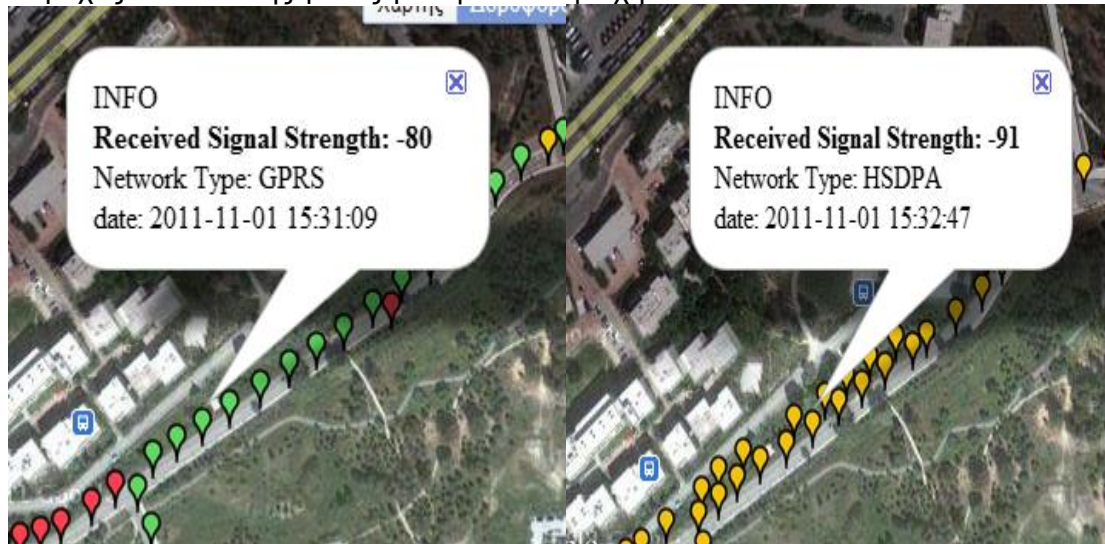 Χάρτης
INFO
Received Signal Strength: -80
Network Type: GPRS
date: 2011-11-01 15:31:09
INFO
Received Signal Strength: -91
Network Type: HSDPA
date: 2011-11-01 15:32:47